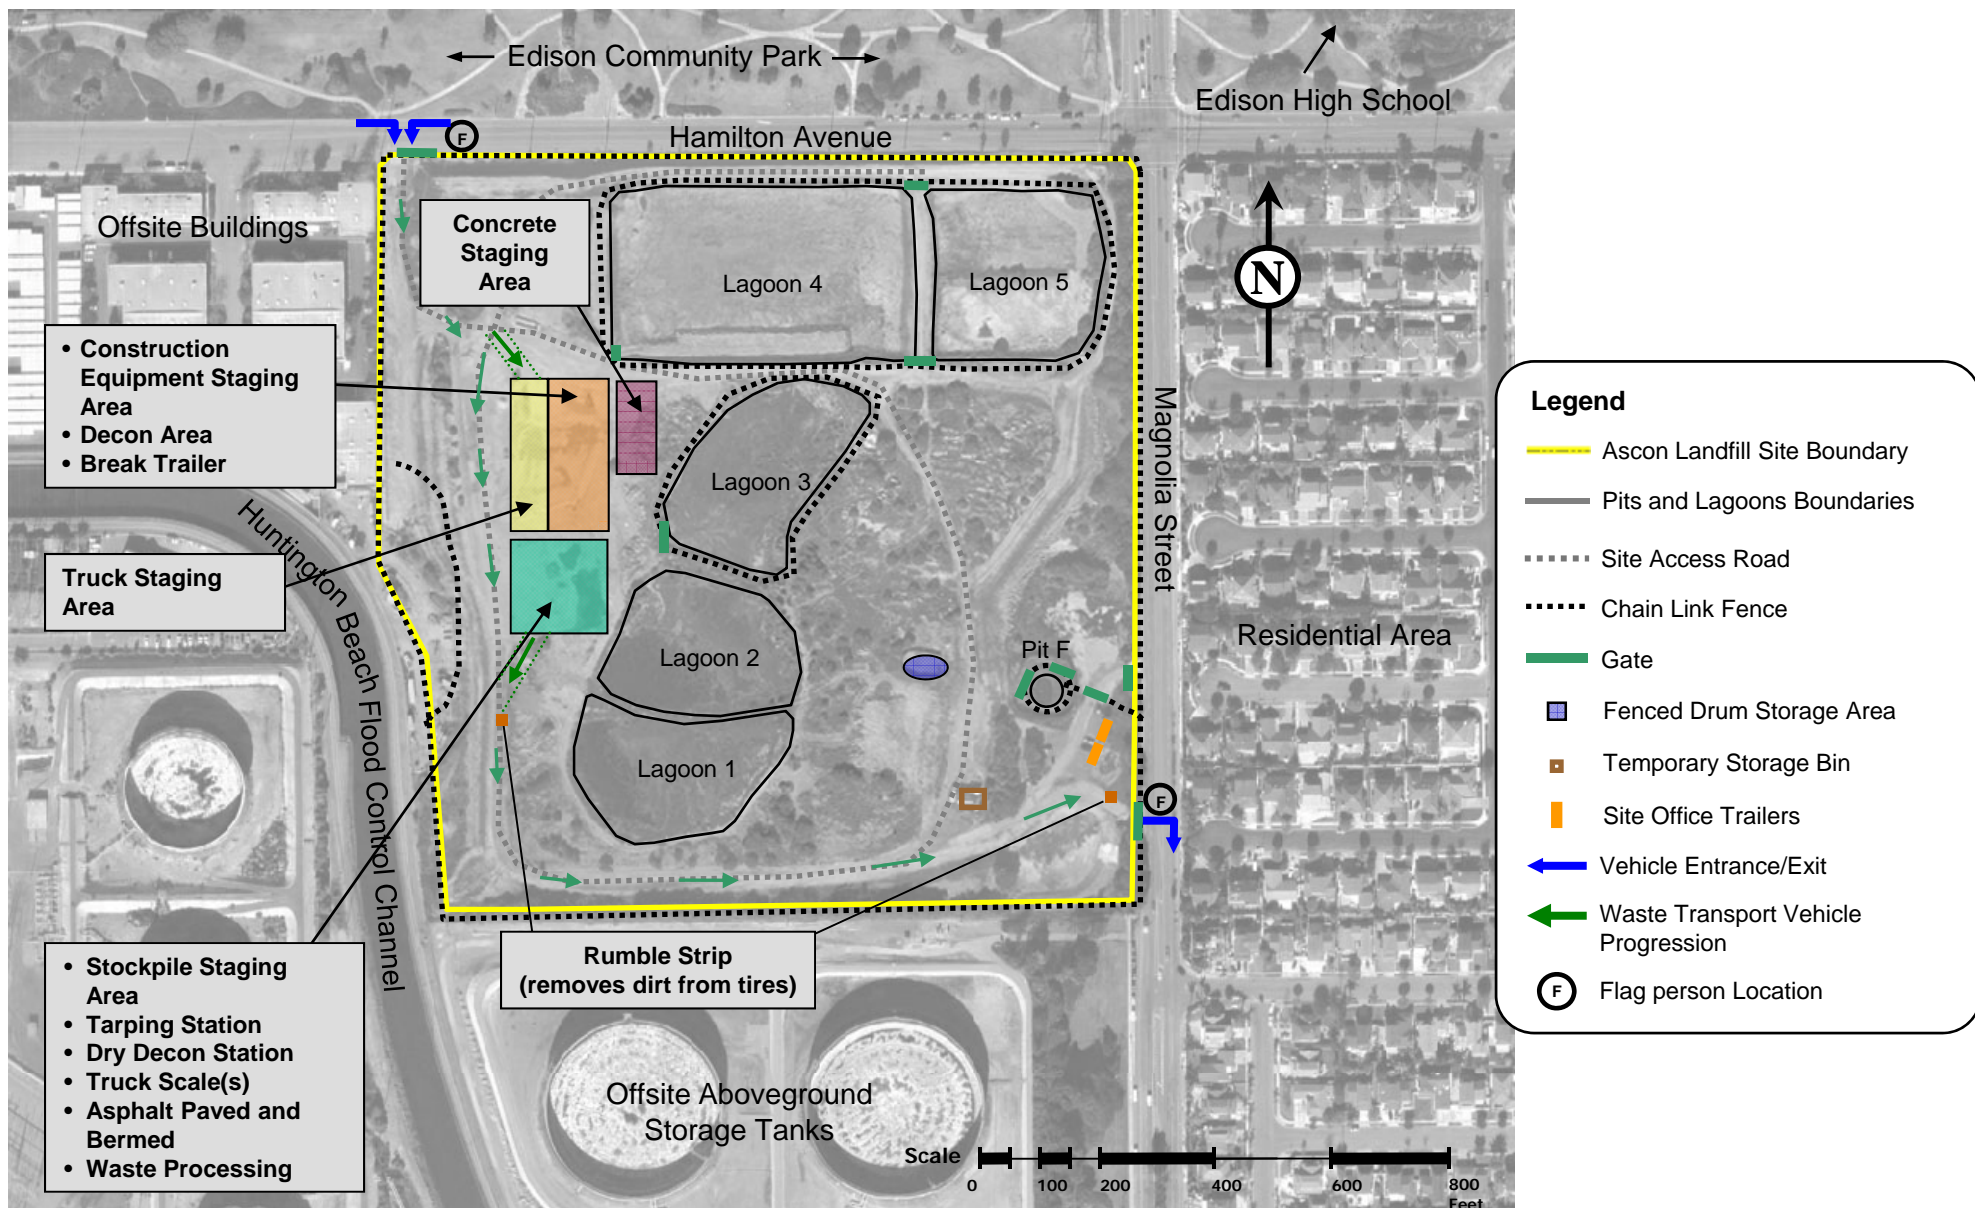 Edison Community Park
Edison High School
Hamilton Avenue
F
Offsite Buildings
Concrete
Staging
Area
Lagoon 4
Lagoon 5
N
• Construction
Equipment Staging
Area
• Decon Area
• Break Trailer
Lagoon 3
Magnolia Street
Huntington Beach Flood Control Channel
Truck Staging
Area
Residential Area
Pit F
Lagoon 2
Lagoon 1
F
Rumble Strip
(removes dirt from tires)
• Stockpile Staging
Area
• Tarping Station
• Dry Decon Station
• Truck Scale(s)
• Asphalt Paved and
Bermed
• Waste Processing
Offsite Aboveground
Storage Tanks
Scale
0 100 200 400 600 800
Feet
Legend
Ascon Landfill Site Boundary
Pits and Lagoons Boundaries
Site Access Road
Chain Link Fence
Gate
Fenced Drum Storage Area
Temporary Storage Bin
Site Office Trailers
Vehicle Entrance/Exit
Waste Transport Vehicle
Progression
F Flag person Location